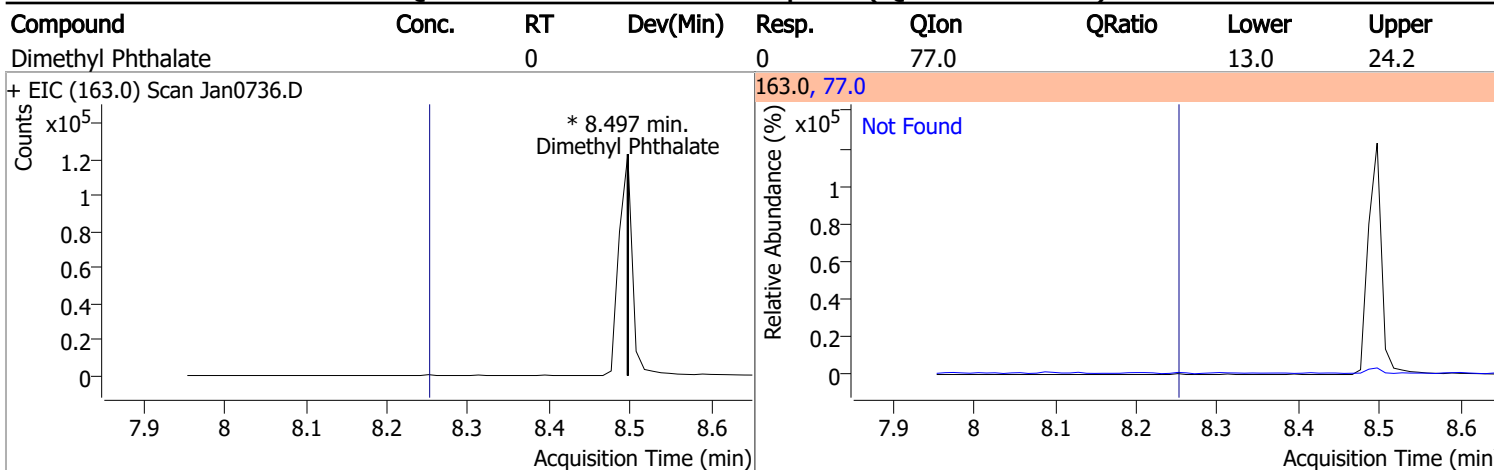 Compound Conc. RT Dev(Min) Resp. QIon QRatio Lower Upper
Dimethyl Phthalate 0 0 77.0 13.0 24.2
+ EIC (163.0) Scan Jan0736.D
Counts
x10^5
1.2
1
0.8
0.6
0.4
0.2
0
* 8.497 min.
Dimethyl Phthalate
7.9 8 8.1 8.2 8.3 8.4 8.5 8.6
Acquisition Time (min)
163.0, 77.0
Relative Abundance (%)
x10^5
Not Found
1
0.8
0.6
0.4
0.2
0
7.9 8 8.1 8.2 8.3 8.4 8.5 8.6
Acquisition Time (min